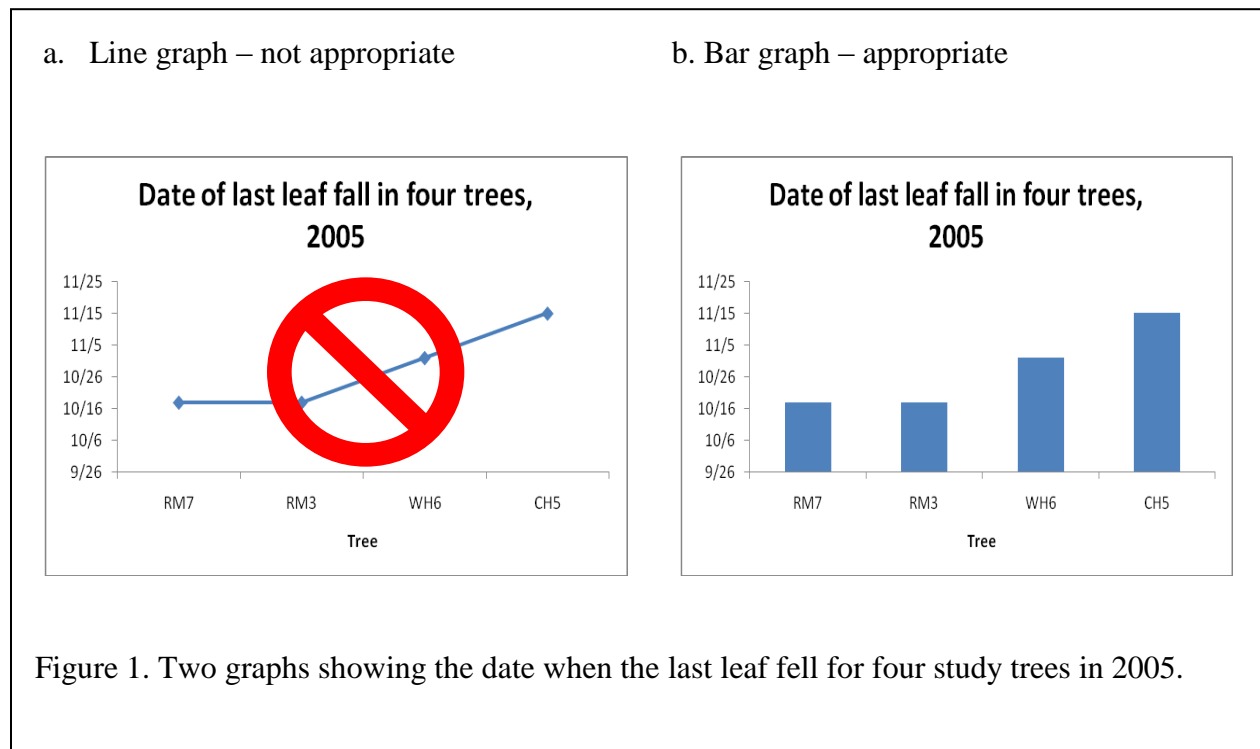 a. Line graph – not appropriate
b. Bar graph – appropriate
Date of last leaf fall in four trees,
2005
11/25
11/15
11/5
10/26
10/16
10/6
9/26
RM7 RM3 WH6 CH5
Tree
Date of last leaf fall in four trees,
2005
11/25
11/15
11/5
10/26
10/16
10/6
9/26
RM7 RM3 WH6 CH5
Tree
Figure 1. Two graphs showing the date when the last leaf fell for four study trees in 2005.